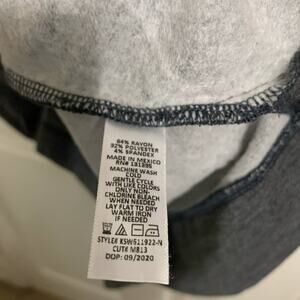 64% RAYON
32% POLYESTER
4% SPANDEX
MADE IN MEXICO
RN# 131395
MACHINE WASH
COLD
GENTLE CYCLE
WITH LIKE COLORS
ONLY NON-
CHLORINE BLEACH
WHEN NEEDED
LAY FLAT TO DRY
WARM IRON
IF NEEDED
STYLE# KSW611922-N
CUT# M813
DOP: 09/2020